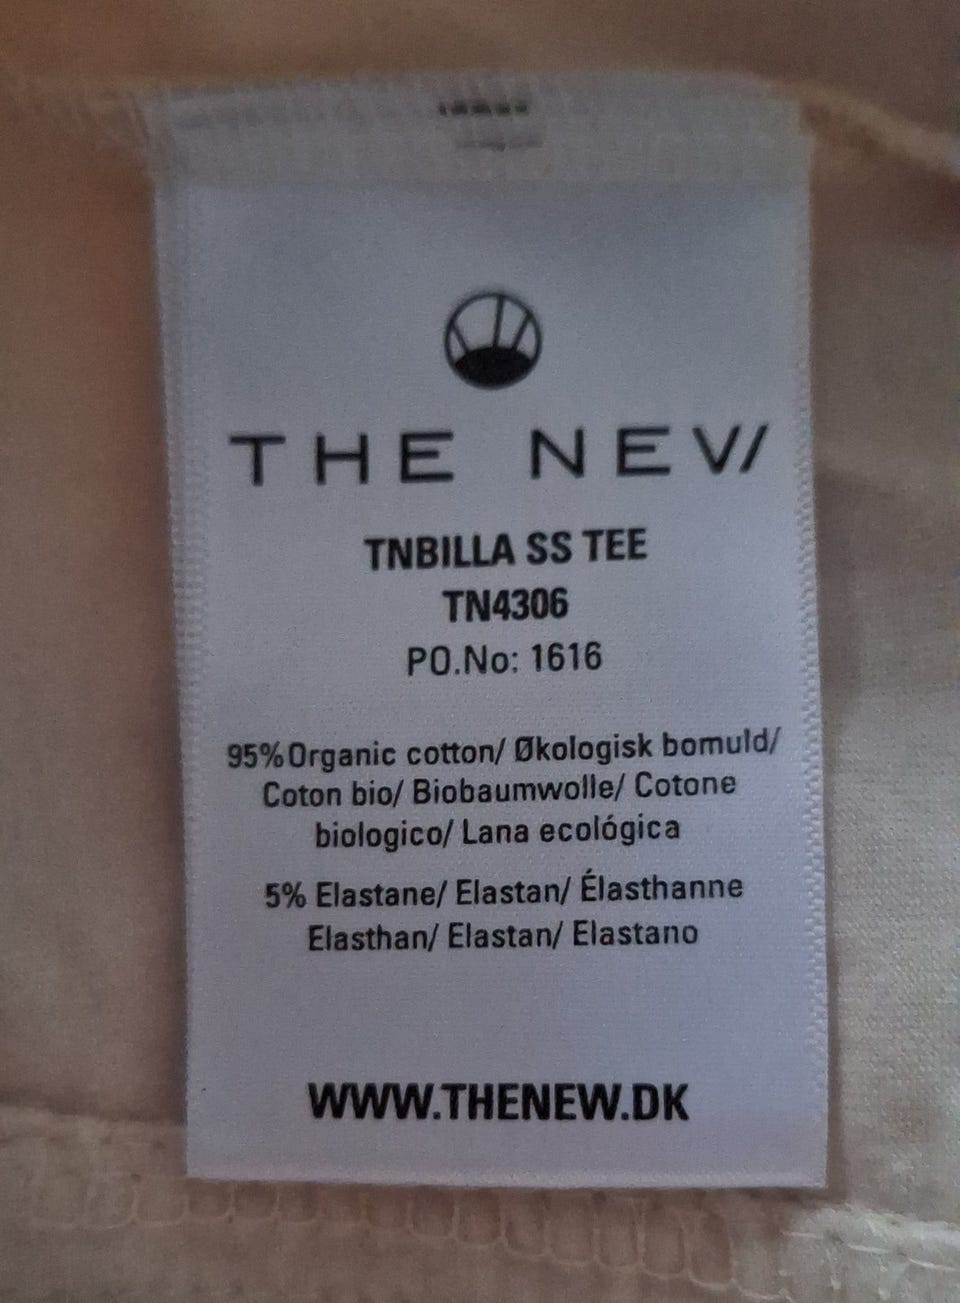 THE NEW
TNBILLA SS TEE
TN4306
PO.No: 1616
95%Organic cotton/ Økologisk bomuld/
Coton bio/ Biobaumwolle/ Cotone
biologico/ Lana ecológica
5% Elastane/ Elastan/ Élasthanne
Elasthan/ Elastan/ Elastano
WWW.THENEW.DK